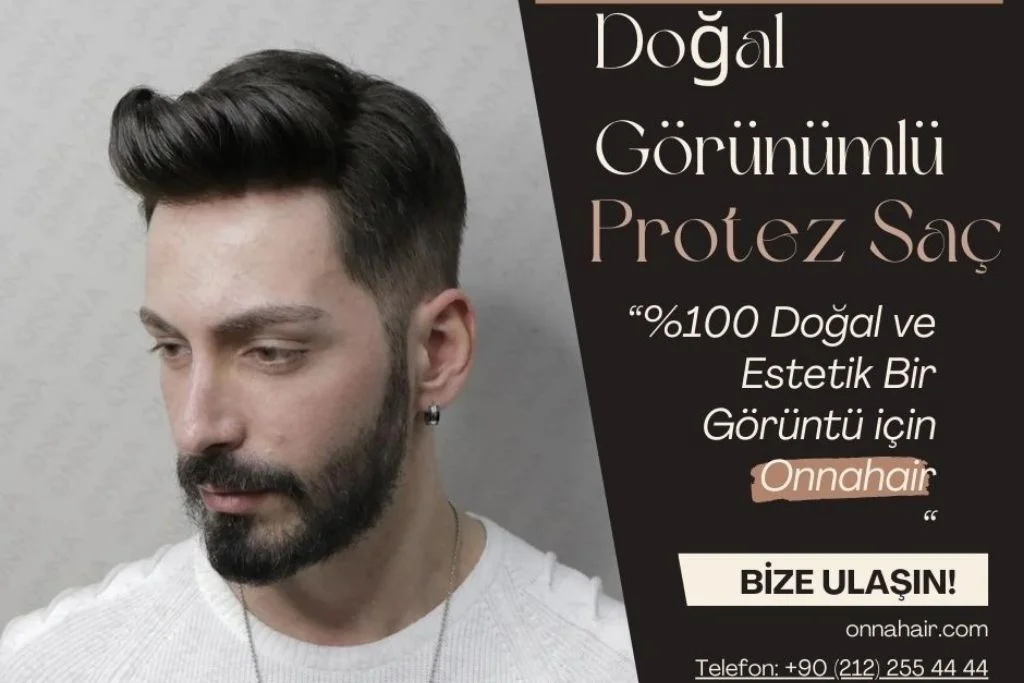 Doğal
Görünümlü
Protez Saç
“%100 Doğal ve
Estetik Bir
Görüntü için
Onnahair
“
BİZE ULAŞIN!
onnahair.com
Telefon: +90 (212) 255 44 44